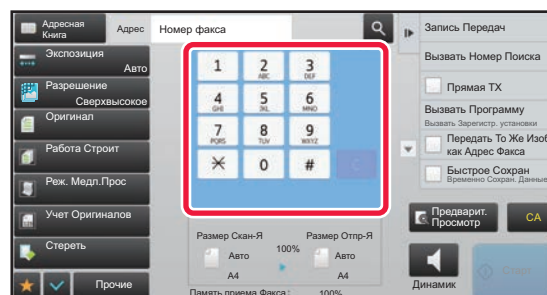 Адресная
Книга
Адрес
Номер факса
Экспозиция
Авто
Разрешение
Сверхвысокое
Оригинал
Работа Строит
Реж. Медл.Прос
Учет Оригиналов
Стереть
Прочие
1
2
ABC
3
DEF
4
GHI
5
JKL
6
MNO
7
PQRS
8
TUV
9
WXYZ
0
#
C
Размер Скан-Я
Авто
A4
100%
Размер Отпр-Я
Авто
A4
Память приема Факса :
100%
Запись Передач
Вызвать Номер Поиска
Прямая TX
Вызвать Программу
Вызвать Зарегистр. установки
Передать То Же Изоб
как Адрес Факса
Быстрое Сохран
Временно Сохран. Данные
Предварит.
Просмотр
CA
Динамик
Старт